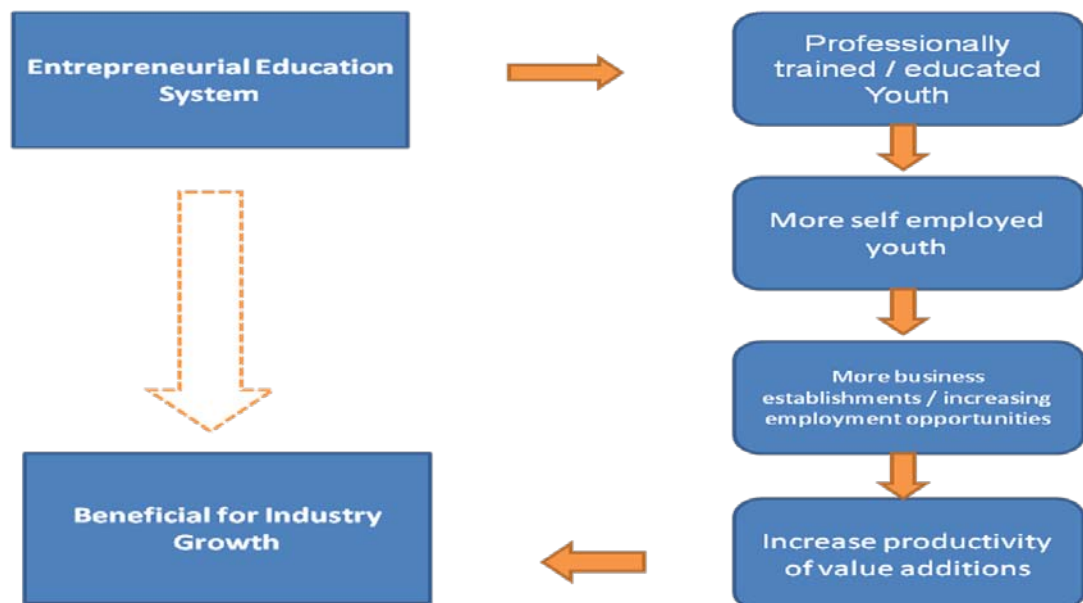 Entrepreneurial Education
System
Professionally
trained / educated
Youth
More self employed
youth
More business
establishments / increasing
employment opportunities
Increase productivity
of value additions
Beneficial for Industry
Growth